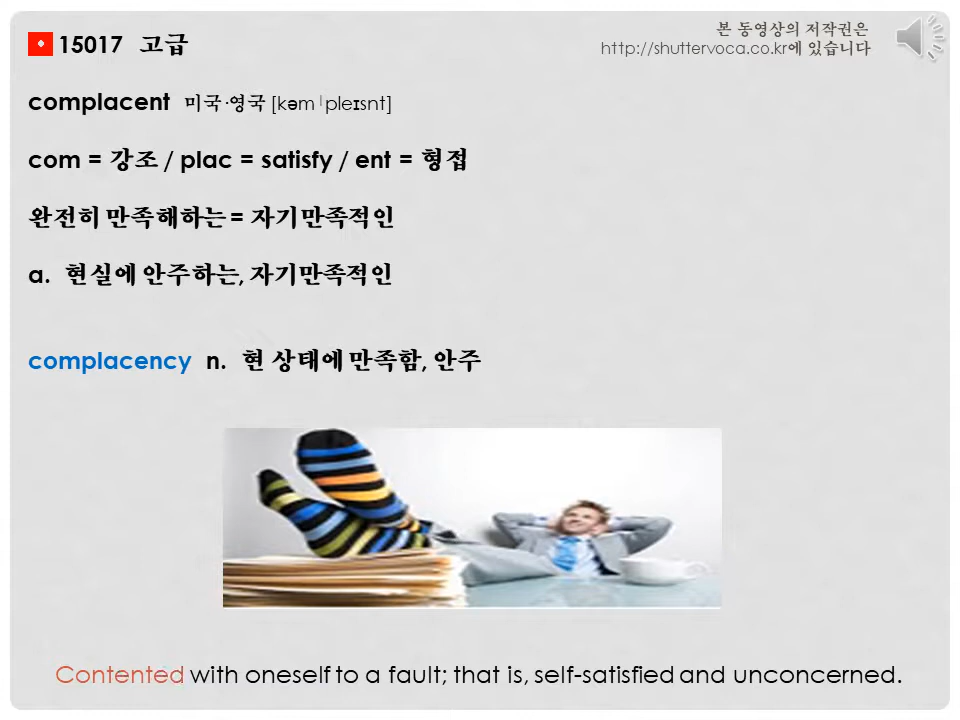 15017 고급
본 동영상의 저작권은
http://shuttervoca.co.kr에 있습니다
complacent 미국·영국 [kəmˈpleɪsnt]
com = 강조 / plac = satisfy / ent = 형접
완전히 만족해하는 = 자기만족적인
a. 현실에 안주하는, 자기만족적인
complacency n. 현 상태에 만족함, 안주
Contented with oneself to a fault; that is, self-satisfied and unconcerned.